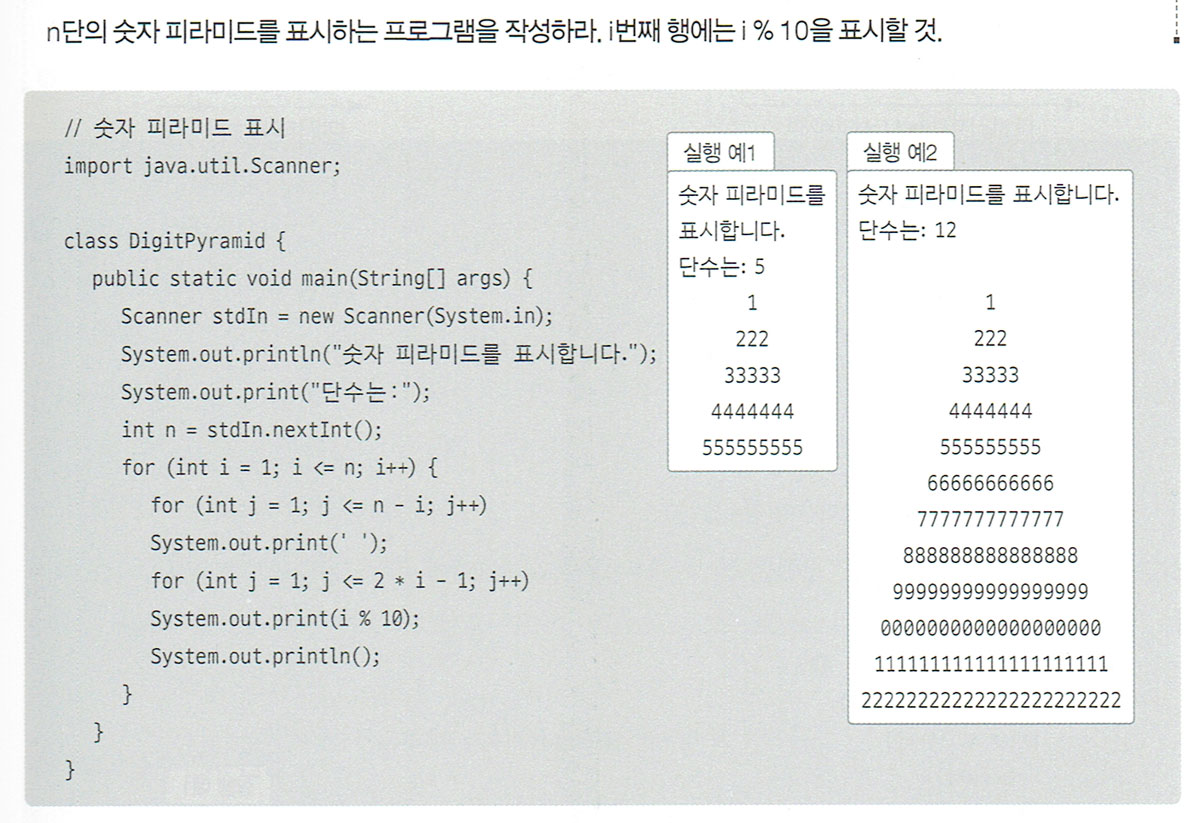 n단의 숫자 피라미드를 표시하는 프로그램을 작성하라. i번째 행에는 i % 10을 표시할 것.
// 숫자 피라미드 표시
import java.util.Scanner;
class DigitPyramid {
public static void main(String[] args) {
Scanner stdIn = new Scanner(System.in);
System.out.println("숫자 피라미드를 표시합니다.");
System.out.print("단수는:");
int n = stdIn.nextInt();
for (int i = 1; i <= n; i++) {
for (int j = 1; j <= n - i; j++)
System.out.print(' ');
for (int j = 1; j <= 2 * i - 1; j++)
System.out.print(i % 10);
System.out.println();
}
}
}
실행 예1
숫자 피라미드를
표시합니다.
단수는: 5
1
222
33333
4444444
555555555
실행 예2
숫자 피라미드를 표시합니다.
단수는: 12
1
222
33333
4444444
555555555
66666666666
7777777777777
888888888888888
99999999999999999
0000000000000000000
111111111111111111111
22222222222222222222222